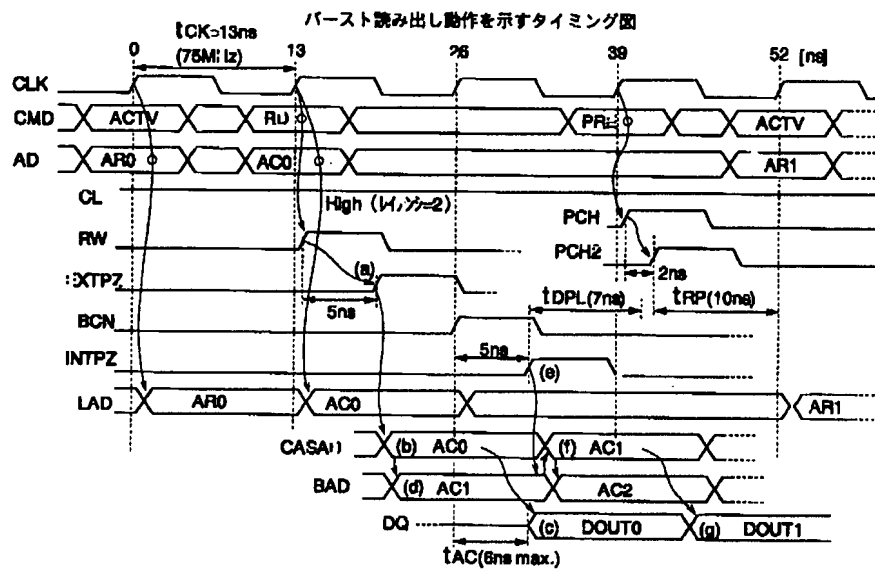 バースト読み出し動作を示すタイミング図
tCK=13ns
(75MHz)
0 13 26 39 52 [ns]
CLK
CMD ACTV RD PRE ACTV
AD AR0 AC0 AR1
CL
High (レイテンシ=2)
PCH
RW
PCH2
(a)
2ns
EXTPZ
5ns
tDPL(7ns) tRP(10ns)
BCN
5ns
INTPZ (e)
LAD AR0 AC0 AR1
CASAD (b) AC0 (f) AC1
BAD (d) AC1 AC2
DQ (c) DOUT0 (g) DOUT1
tAC(6ns max.)